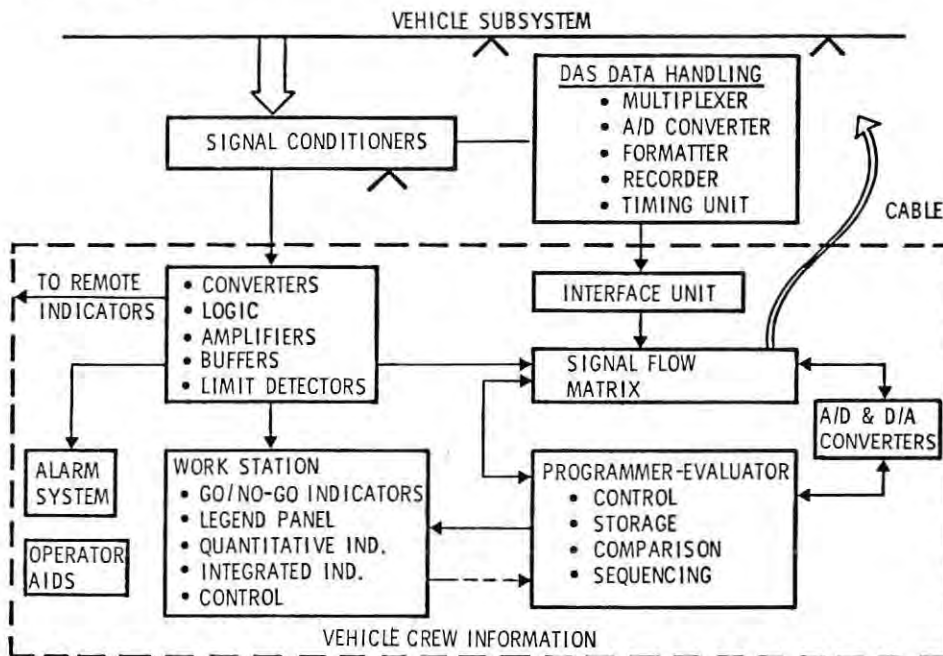 VEHICLE SUBSYSTEM
SIGNAL CONDITIONERS
DAS DATA HANDLING
• MULTIPLEXER
• A/D CONVERTER
• FORMATTER
• RECORDER
• TIMING UNIT
CABLE
TO REMOTE
INDICATORS
• CONVERTERS
• LOGIC
• AMPLIFIERS
• BUFFERS
• LIMIT DETECTORS
INTERFACE UNIT
SIGNAL FLOW
MATRIX
A/D & D/A
CONVERTERS
ALARM
SYSTEM
OPERATOR
AIDS
WORK STATION
• GO/NO-GO INDICATORS
• LEGEND PANEL
• QUANTITATIVE IND.
• INTEGRATED IND.
• CONTROL
PROGRAMMER-EVALUATOR
• CONTROL
• STORAGE
• COMPARISON
• SEQUENCING
VEHICLE CREW INFORMATION